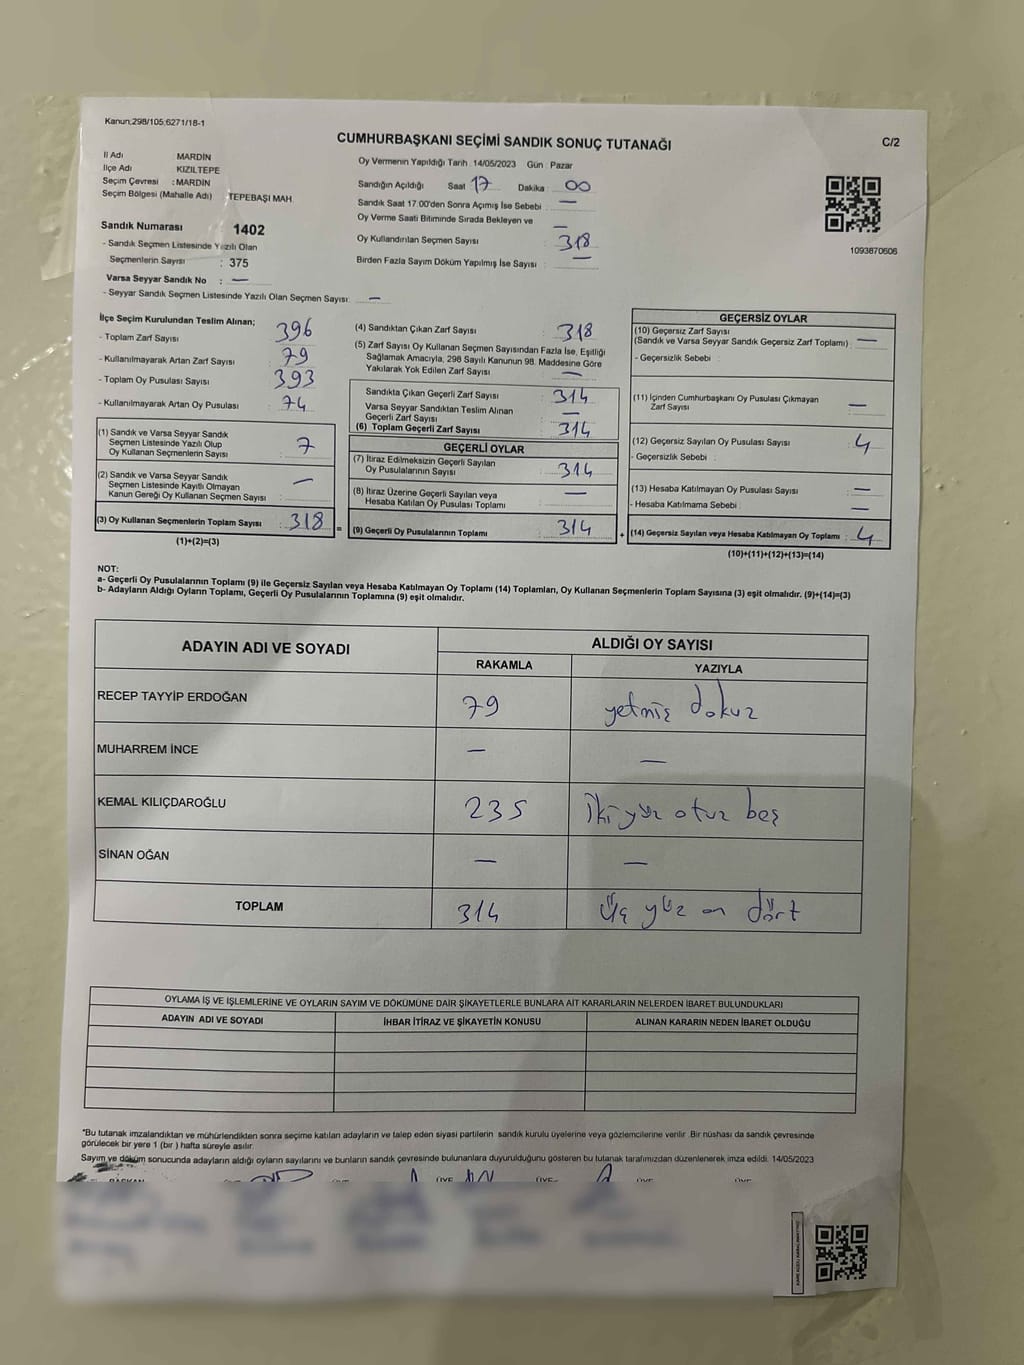 Kanun;298/105;6271/18-1
CUMHURBAŞKANI SEÇİMİ SANDIK SONUÇ TUTANAĞI
C/2
İl Adı MARDİN
İlçe Adı KIZILTEPE
Seçim Çevresi : MARDİN
Seçim Bölgesi (Mahalle Adı) TEPEBAŞI MAH.
Sandık Numarası 1402
- Sandık Seçmen Listesinde Yazılı Olan
Seçmenlerin Sayısı : 375
Varsa Seyyar Sandık No : —
- Seyyar Sandık Seçmen Listesinde Yazılı Olan Seçmen Sayısı: —
Oy Vermenin Yapıldığı Tarih : 14/05/2023 Gün : Pazar
Sandığın Açıldığı Saat 17 Dakika : 00
Sandık Saat 17.00'den Sonra Açımış İse Sebebi : —
Oy Verme Saati Bitiminde Sırada Bekleyen ve —
Oy Kullandırılan Seçmen Sayısı 318
Birden Fazla Sayım Döküm Yapılmış İse Sayısı : —
1093870606
İlçe Seçim Kurulundan Teslim Alınan;
- Toplam Zarf Sayısı : 396
- Kullanılmayarak Artan Zarf Sayısı : 79
- Toplam Oy Pusulası Sayısı : 393
- Kullanılmayarak Artan Oy Pusulası : 74
(1) Sandık ve Varsa Seyyar Sandık
Seçmen Listesinde Yazılı Olup
Oy Kullanan Seçmenlerin Sayısı : 7
(2) Sandık ve Varsa Seyyar Sandık
Seçmen Listesinde Kayıtlı Olmayan
Kanun Gereği Oy Kullanan Seçmen Sayısı : —
(3) Oy Kullanan Seçmenlerin Toplam Sayısı : 318 =
(1)+(2)=(3)
(4) Sandıktan Çıkan Zarf Sayısı : 318
(5) Zarf Sayısı Oy Kullanan Seçmen Sayısından Fazla İse, Eşitliği
Sağlamak Amacıyla, 298 Sayılı Kanunun 98. Maddesine Göre
Yakılarak Yok Edilen Zarf Sayısı : —
Sandıkta Çıkan Geçerli Zarf Sayısı : 314
Varsa Seyyar Sandıktan Teslim Alınan
Geçerli Zarf Sayısı : —
(6) Toplam Geçerli Zarf Sayısı : 314
GEÇERLİ OYLAR
(7) İtiraz Edilmeksizin Geçerli Sayılan
Oy Pusulalarının Sayısı : 314
(8) İtiraz Üzerine Geçerli Sayılan veya
Hesaba Katılan Oy Pusulası Toplamı : —
(9) Geçerli Oy Pusulalarının Toplamı : 314 +
GEÇERSİZ OYLAR
(10) Geçersiz Zarf Sayısı
(Sandık ve Varsa Seyyar Sandık Geçersiz Zarf Toplamı) : —
- Geçersizlik Sebebi :
(11) İçinden Cumhurbaşkanı Oy Pusulası Çıkmayan
Zarf Sayısı : —
(12) Geçersiz Sayılan Oy Pusulası Sayısı : 4
- Geçersizlik Sebebi :
(13) Hesaba Katılmayan Oy Pusulası Sayısı : —
- Hesaba Katılmama Sebebi : —
(14) Geçersiz Sayılan veya Hesaba Katılmayan Oy Toplamı : 4
(10)+(11)+(12)+(13)=(14)
NOT:
a- Geçerli Oy Pusulalarının Toplamı (9) ile Geçersiz Sayılan veya Hesaba Katılmayan Oy Toplamı (14) Toplamları, Oy Kullanan Seçmenlerin Toplam Sayısına (3) eşit olmalıdır. (9)+(14)=(3)
b- Adayların Aldığı Oyların Toplamı, Geçerli Oy Pusulalarının Toplamına (9) eşit olmalıdır.
ADAYIN ADI VE SOYADI ALDIĞI OY SAYISI
RAKAMLA YAZIYLA
RECEP TAYYİP ERDOĞAN 79 yetmiş dokuz
MUHARREM İNCE — —
KEMAL KILIÇDAROĞLU 235 İki yüz otuz beş
SİNAN OĞAN — —
TOPLAM 314 üç yüz on dört
OYLAMA İŞ VE İŞLEMLERİNE VE OYLARIN SAYIM VE DÖKÜMÜNE DAİR ŞİKAYETLERLE BUNLARA AİT KARARLARIN NELERDEN İBARET BULUNDUKLARI
ADAYIN ADI VE SOYADI İHBAR İTİRAZ VE ŞİKAYETİN KONUSU ALINAN KARARIN NEDEN İBARET OLDUĞU
*Bu tutanak imzalandıktan ve mühürlendikten sonra seçime katılan adayların ve talep eden siyasi partilerin sandık kurulu üyelerine veya gözlemcilerine verilir. Bir nüshası da sandık çevresinde
görülecek bir yere 1 (bir ) hafta süreyle asılır.
Sayım ve döküm sonucunda adayların aldığı oyların sayılarını ve bunların sandık çevresinde bulunanlara duyurulduğunu gösteren bu tutanak tarafımızdan düzenlenerek imza edildi. 14/05/2023
BAŞKAN ÜYE ÜYE ÜYE ÜYE